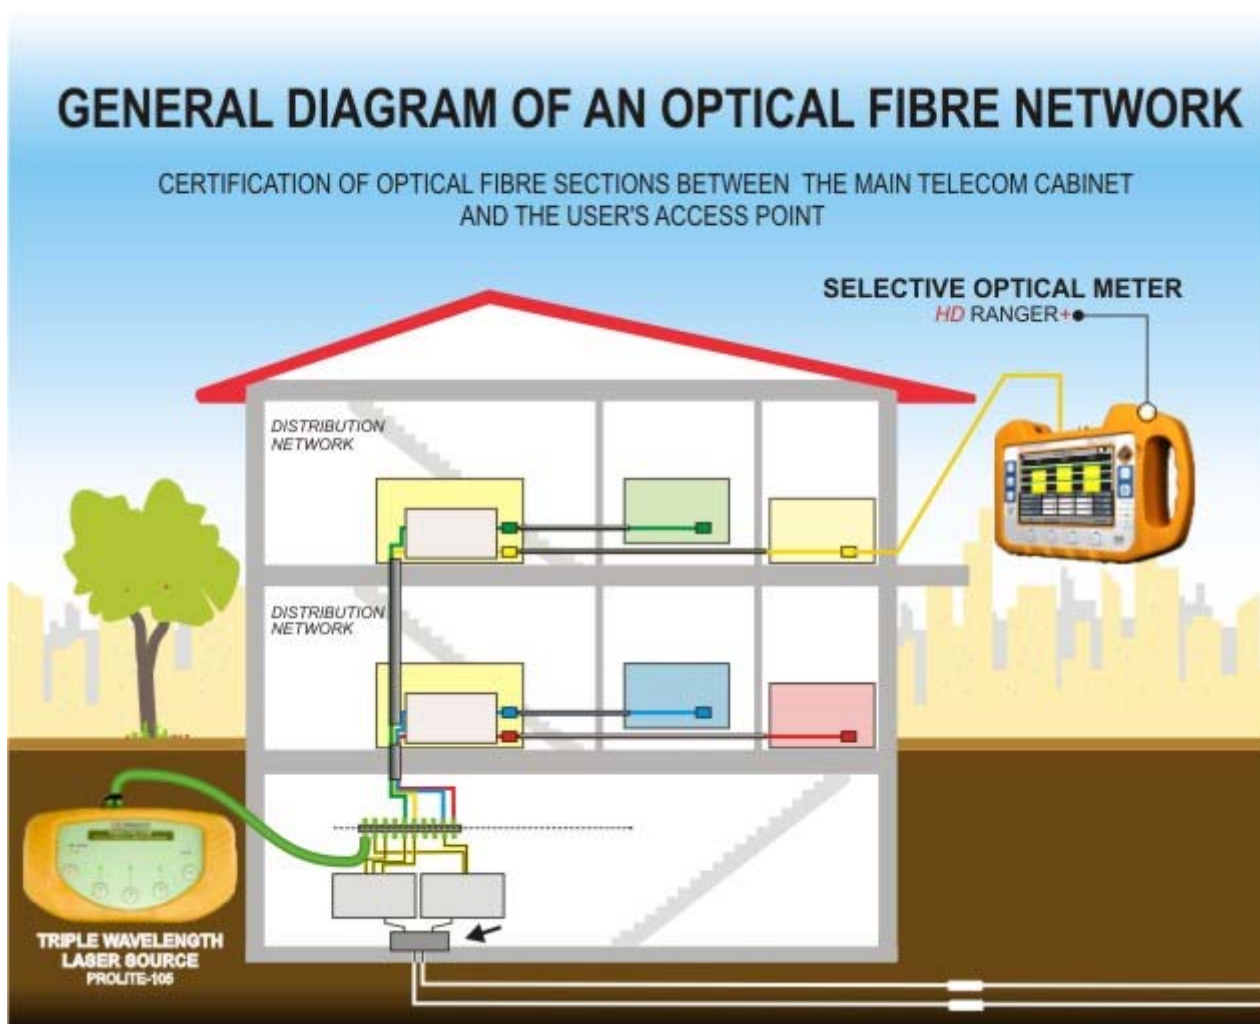 GENERAL DIAGRAM OF AN OPTICAL FIBRE NETWORK
CERTIFICATION OF OPTICAL FIBRE SECTIONS BETWEEN THE MAIN TELECOM CABINET
AND THE USER'S ACCESS POINT
SELECTIVE OPTICAL METER
HD RANGER+
DISTRIBUTION
NETWORK
DISTRIBUTION
NETWORK
TRIPLE WAVELENGTH
LASER SOURCE
PROLITE-105